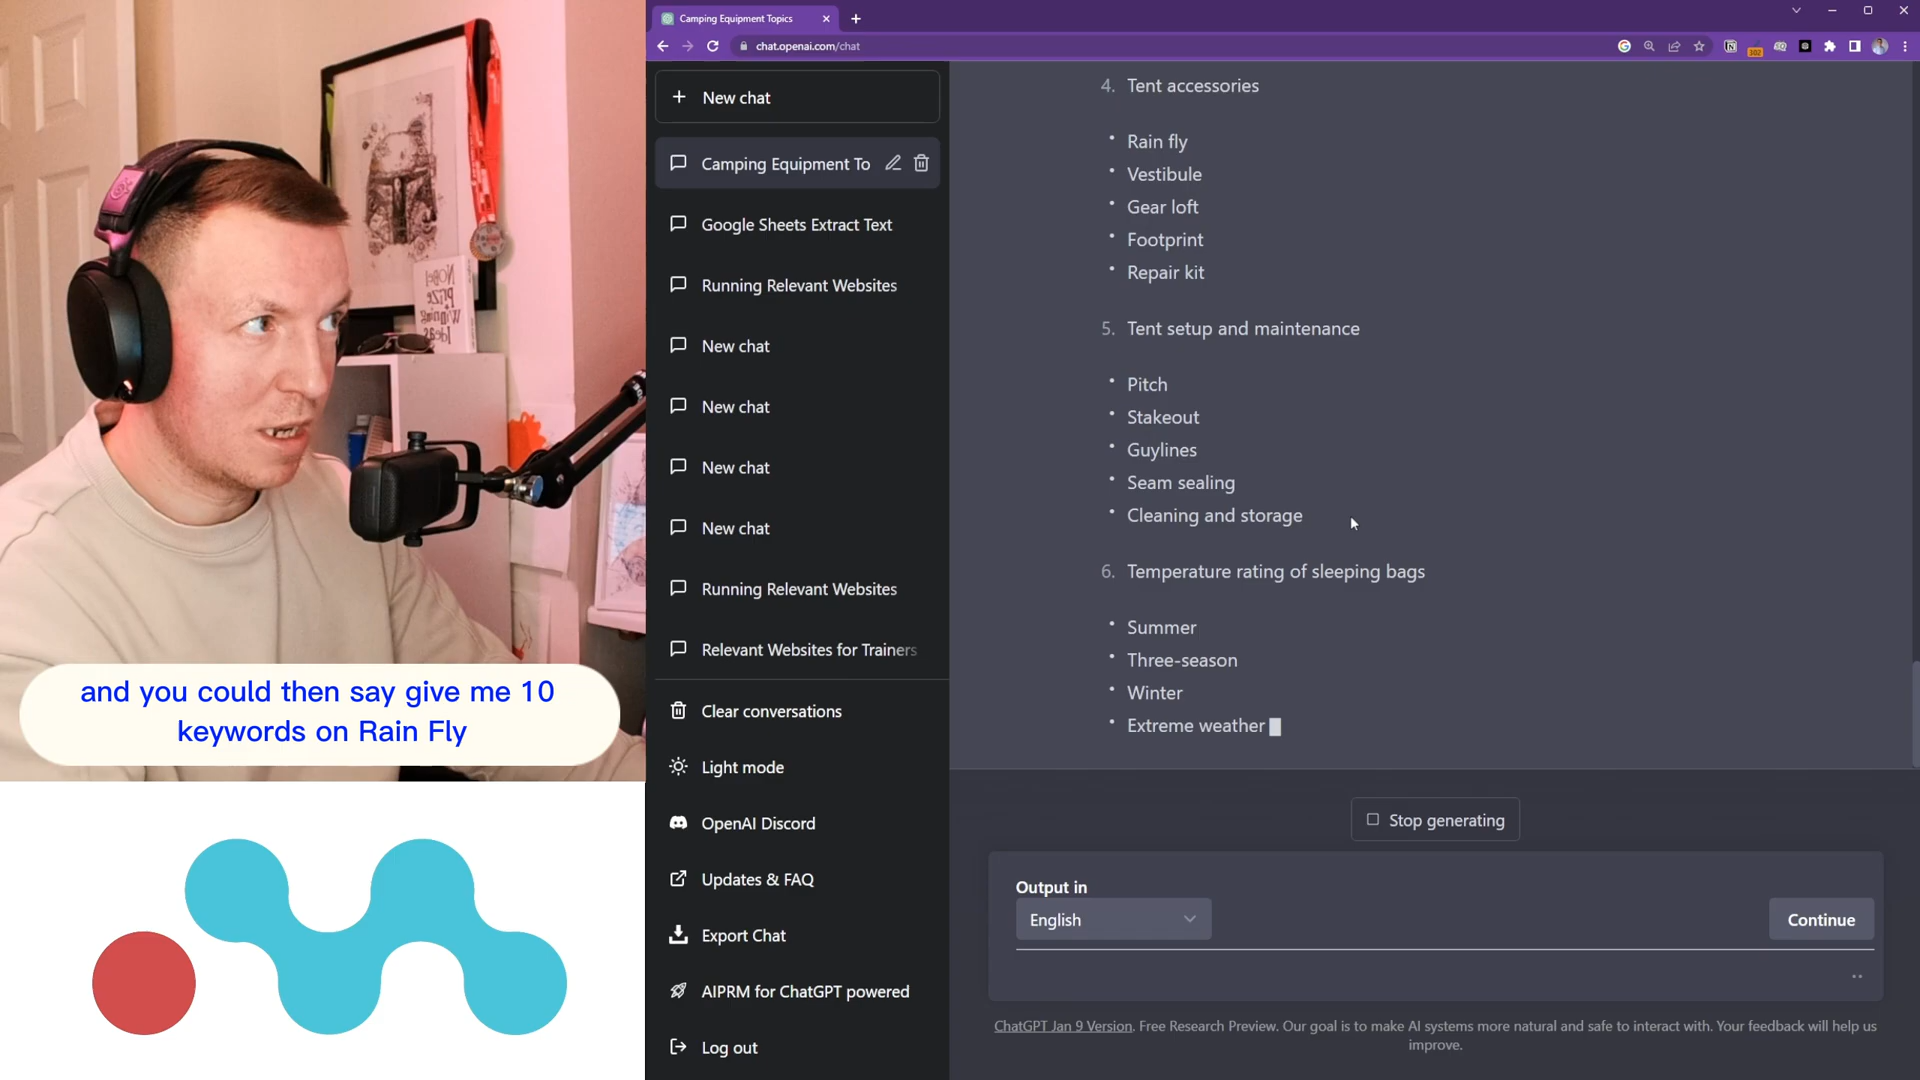 Camping Equipment Topics
chat.openai.com/chat
302
New chat
Camping Equipment To
Google Sheets Extract Text
Running Relevant Websites
New chat
New chat
New chat
New chat
Running Relevant Websites
Relevant Websites for Trainers
Clear conversations
Light mode
OpenAI Discord
Updates & FAQ
Export Chat
AIPRM for ChatGPT powered
Log out
4. Tent accessories
Rain fly
Vestibule
Gear loft
Footprint
Repair kit
5. Tent setup and maintenance
Pitch
Stakeout
Guylines
Seam sealing
Cleaning and storage
6. Temperature rating of sleeping bags
Summer
Three-season
Winter
Extreme weather
Stop generating
Output in
English
Continue
ChatGPT Jan 9 Version. Free Research Preview. Our goal is to make AI systems more natural and safe to interact with. Your feedback will help us
improve.
NOBEL
PRIZE
Winning
Ideas
and you could then say give me 10
keywords on Rain Fly